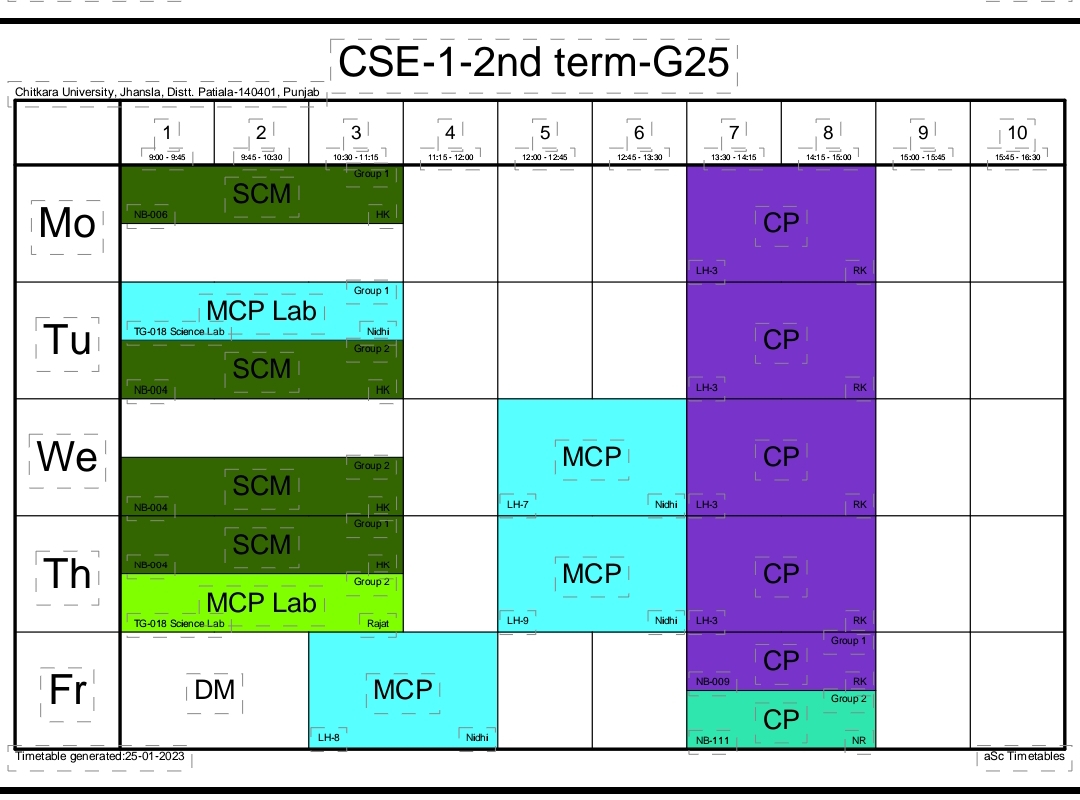 CSE-1-2nd term-G25
Chitkara University, Jhansla, Distt. Patiala-140401, Punjab
1 2 3 4 5 6 7 8 9 10
9:00 - 9:45 9:45 - 10:30 10:30 - 11:15 11:15 - 12:00 12:00 - 12:45 12:45 - 13:30 13:30 - 14:15 14:15 - 15:00 15:00 - 15:45 15:45 - 16:30
Mo
Group 1
SCM
NB-006 HK
CP
LH-3 RK
Tu
Group 1
MCP Lab
TG-018 Science Lab Nidhi
Group 2
SCM
NB-004 HK
CP
LH-3 RK
We
Group 2
SCM
NB-004 HK
MCP
LH-7 Nidhi
CP
LH-3 RK
Th
Group 1
SCM
NB-004 HK
Group 2
MCP Lab
TG-018 Science Lab Rajat
MCP
LH-9 Nidhi
CP
LH-3 RK
Fr
DM
MCP
LH-8 Nidhi
Group 1
CP
NB-009 RK
Group 2
CP
NB-111 NR
Timetable generated:25-01-2023 aSc Timetables